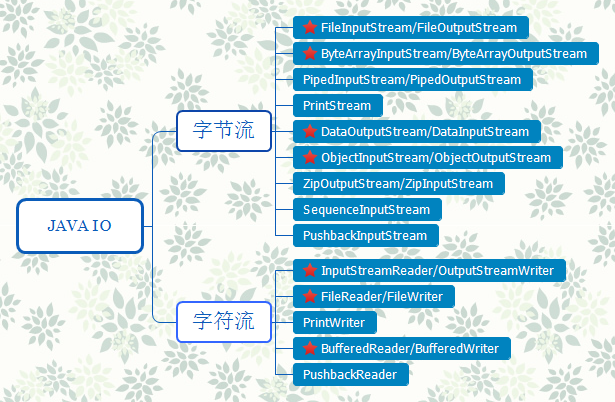 FileInputStream/FileOutputStream
ByteArrayInputStream/ByteArrayOutputStream
PipedInputStream/PipedOutputStream
PrintStream
字节流
DataOutputStream/DataInputStream
ObjectInputStream/ObjectOutputStream
ZipOutputStream/ZipInputStream
SequenceInputStream
PushbackInputStream
JAVA IO
InputStreamReader/OutputStreamWriter
FileReader/FileWriter
字符流
PrintWriter
BufferedReader/BufferedWriter
PushbackReader